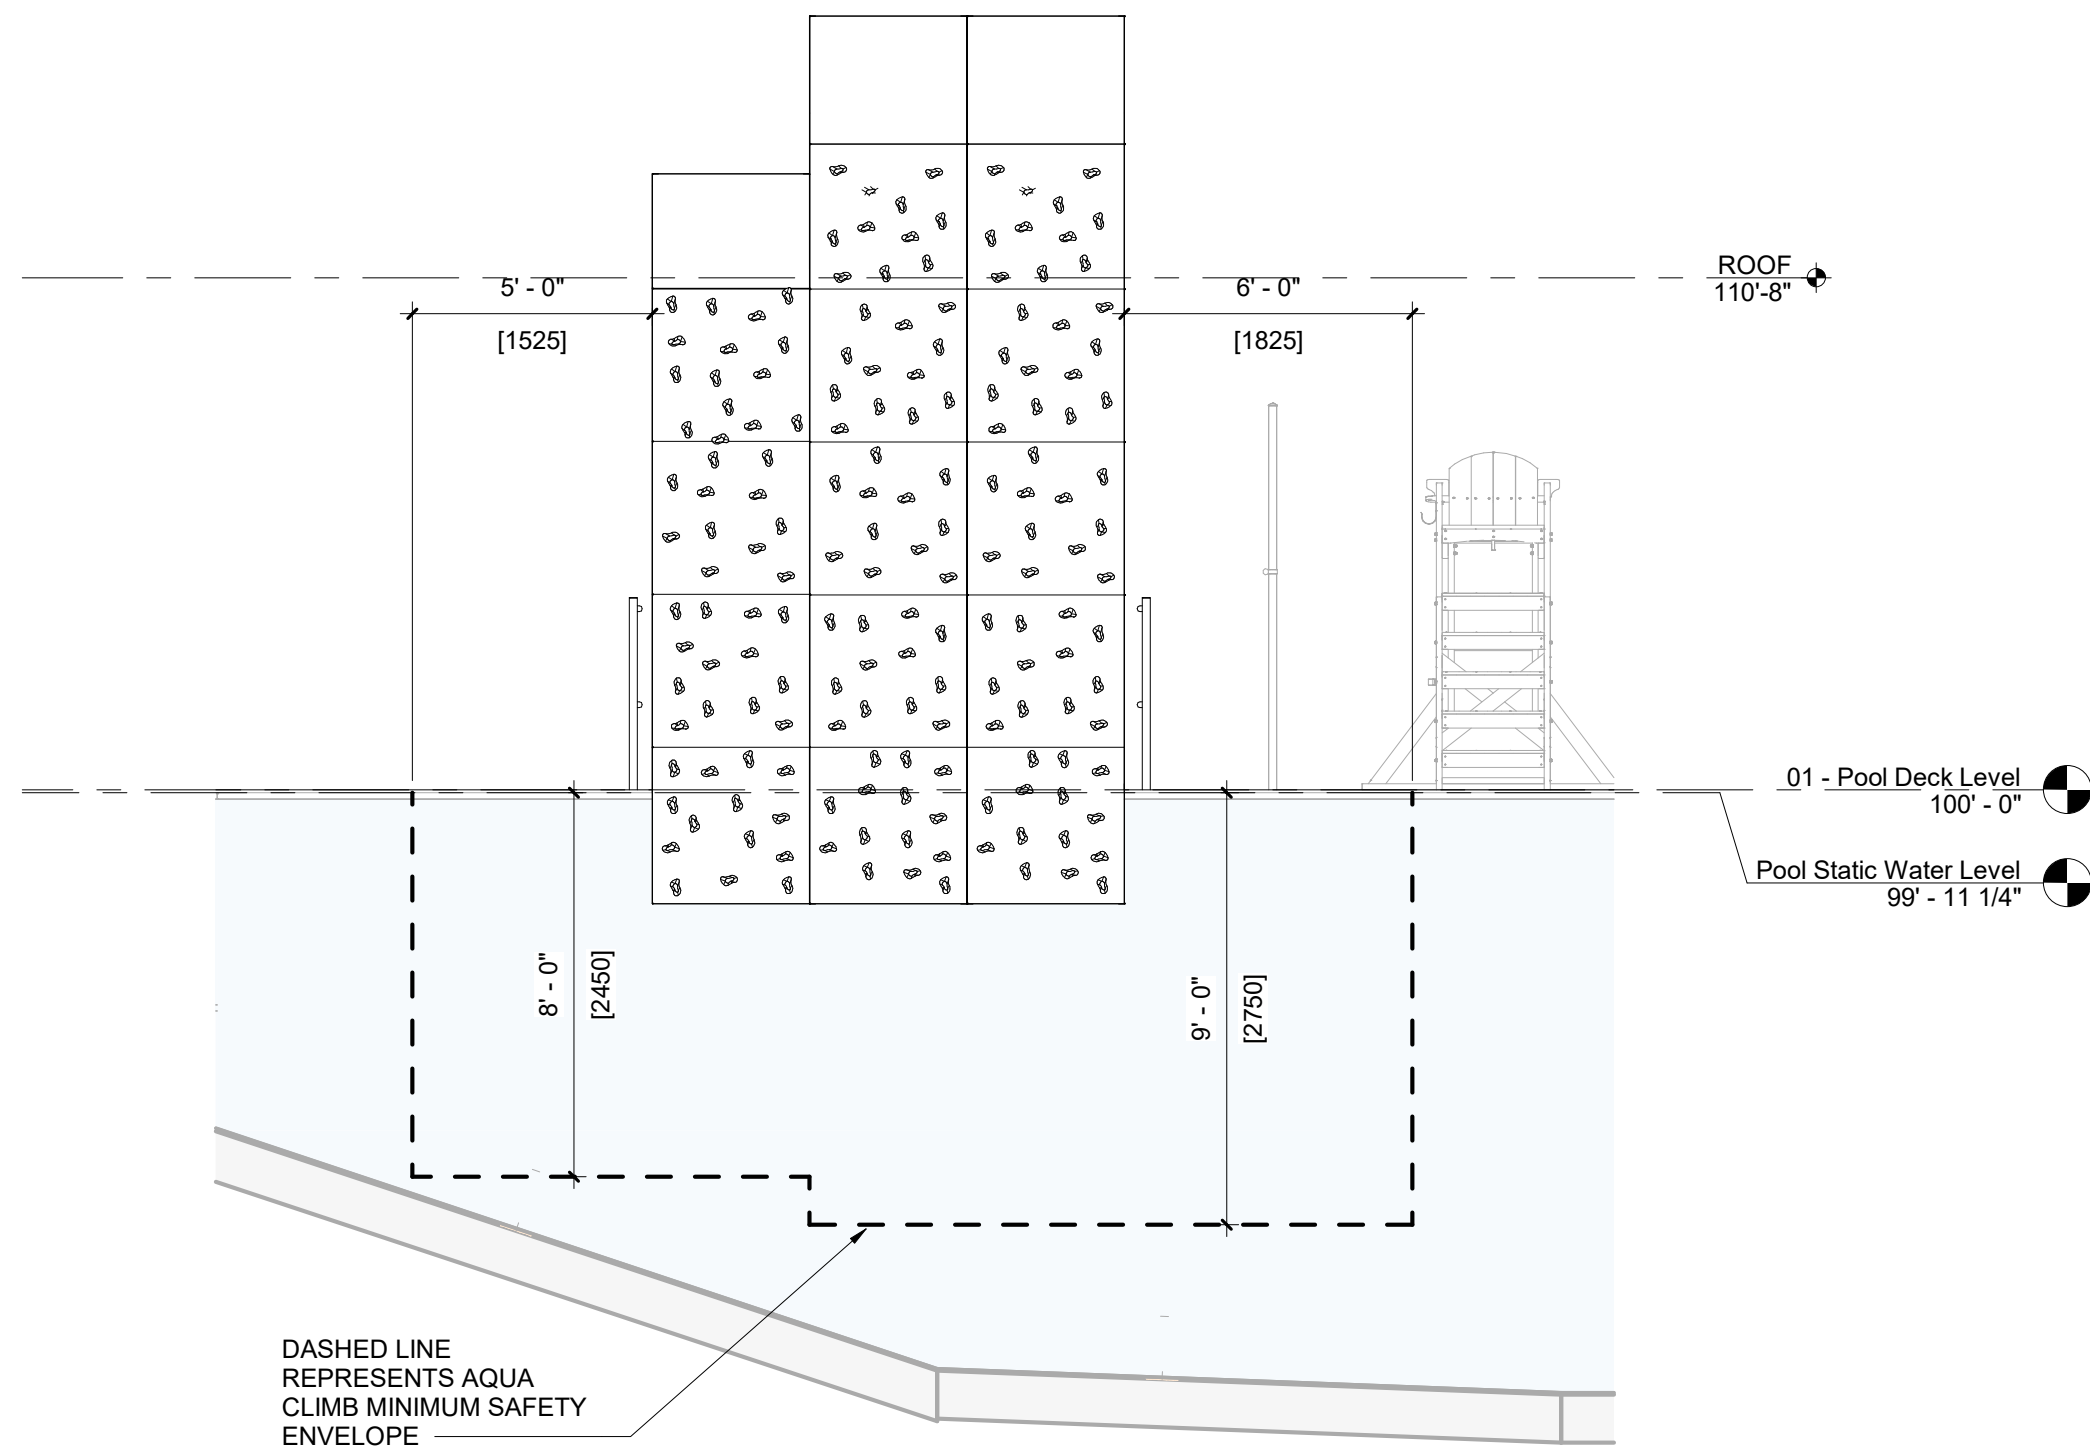 ROOF
110'-8"
5' - 0"
[1525]
6' - 0"
[1825]
01 - Pool Deck Level
100' - 0"
Pool Static Water Level
99' - 11 1/4"
8' - 0"
[2450]
9' - 0"
[2750]
DASHED LINE
REPRESENTS AQUA
CLIMB MINIMUM SAFETY
ENVELOPE